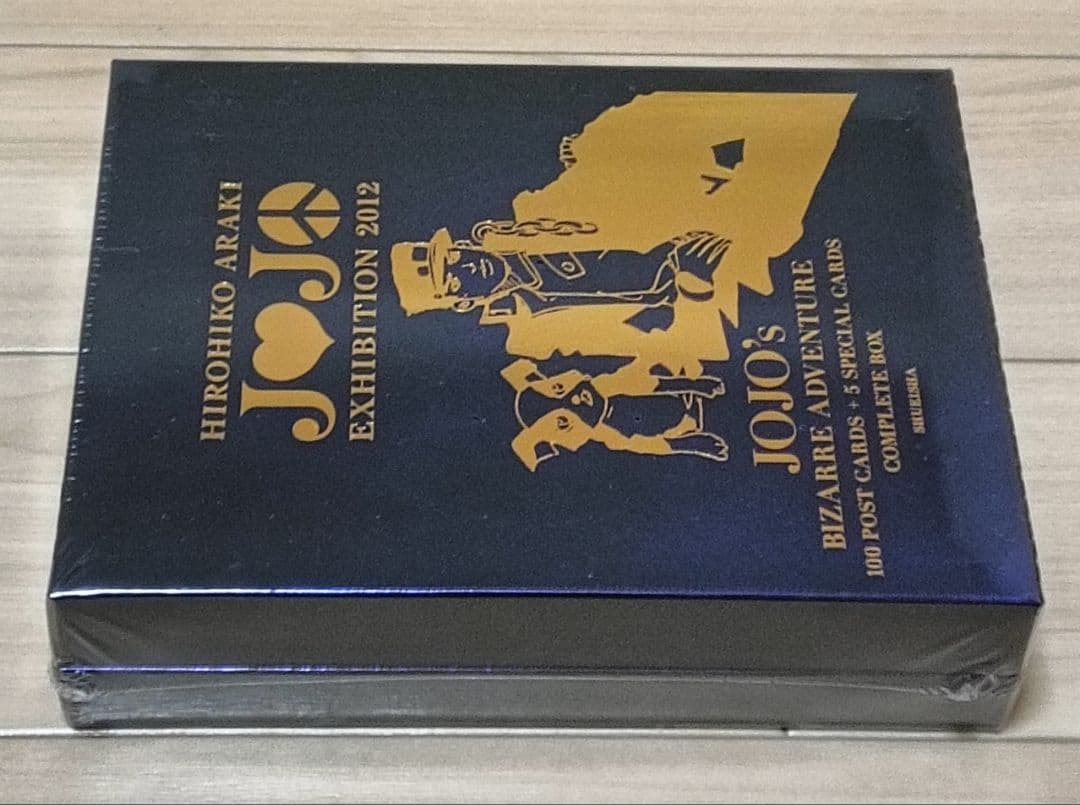 HIROHIKO ARAKI
JOJO
EXHIBITION 2012
JOJO's
BIZARRE ADVENTURE
100 POST CARDS + 5 SPECIAL CARDS
COMPLETE BOX
SHUEISHA